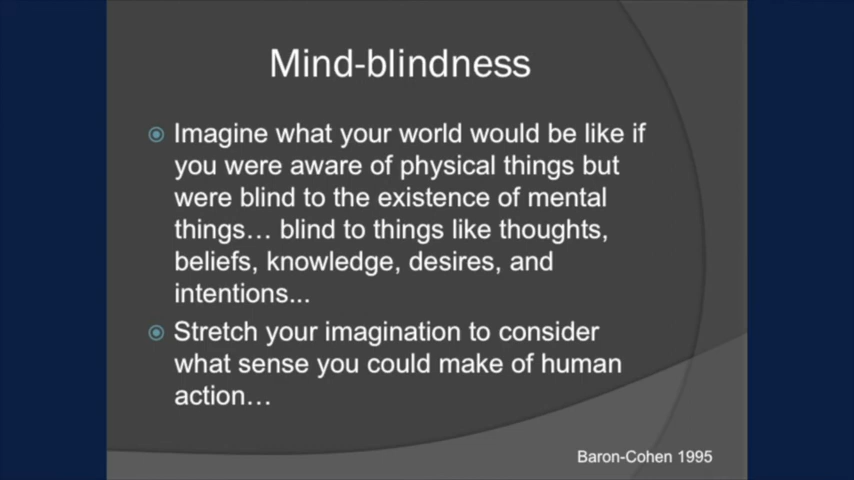 Mind-blindness
Imagine what your world would be like if
you were aware of physical things but
were blind to the existence of mental
things… blind to things like thoughts,
beliefs, knowledge, desires, and
intentions...
Stretch your imagination to consider
what sense you could make of human
action…
Baron-Cohen 1995